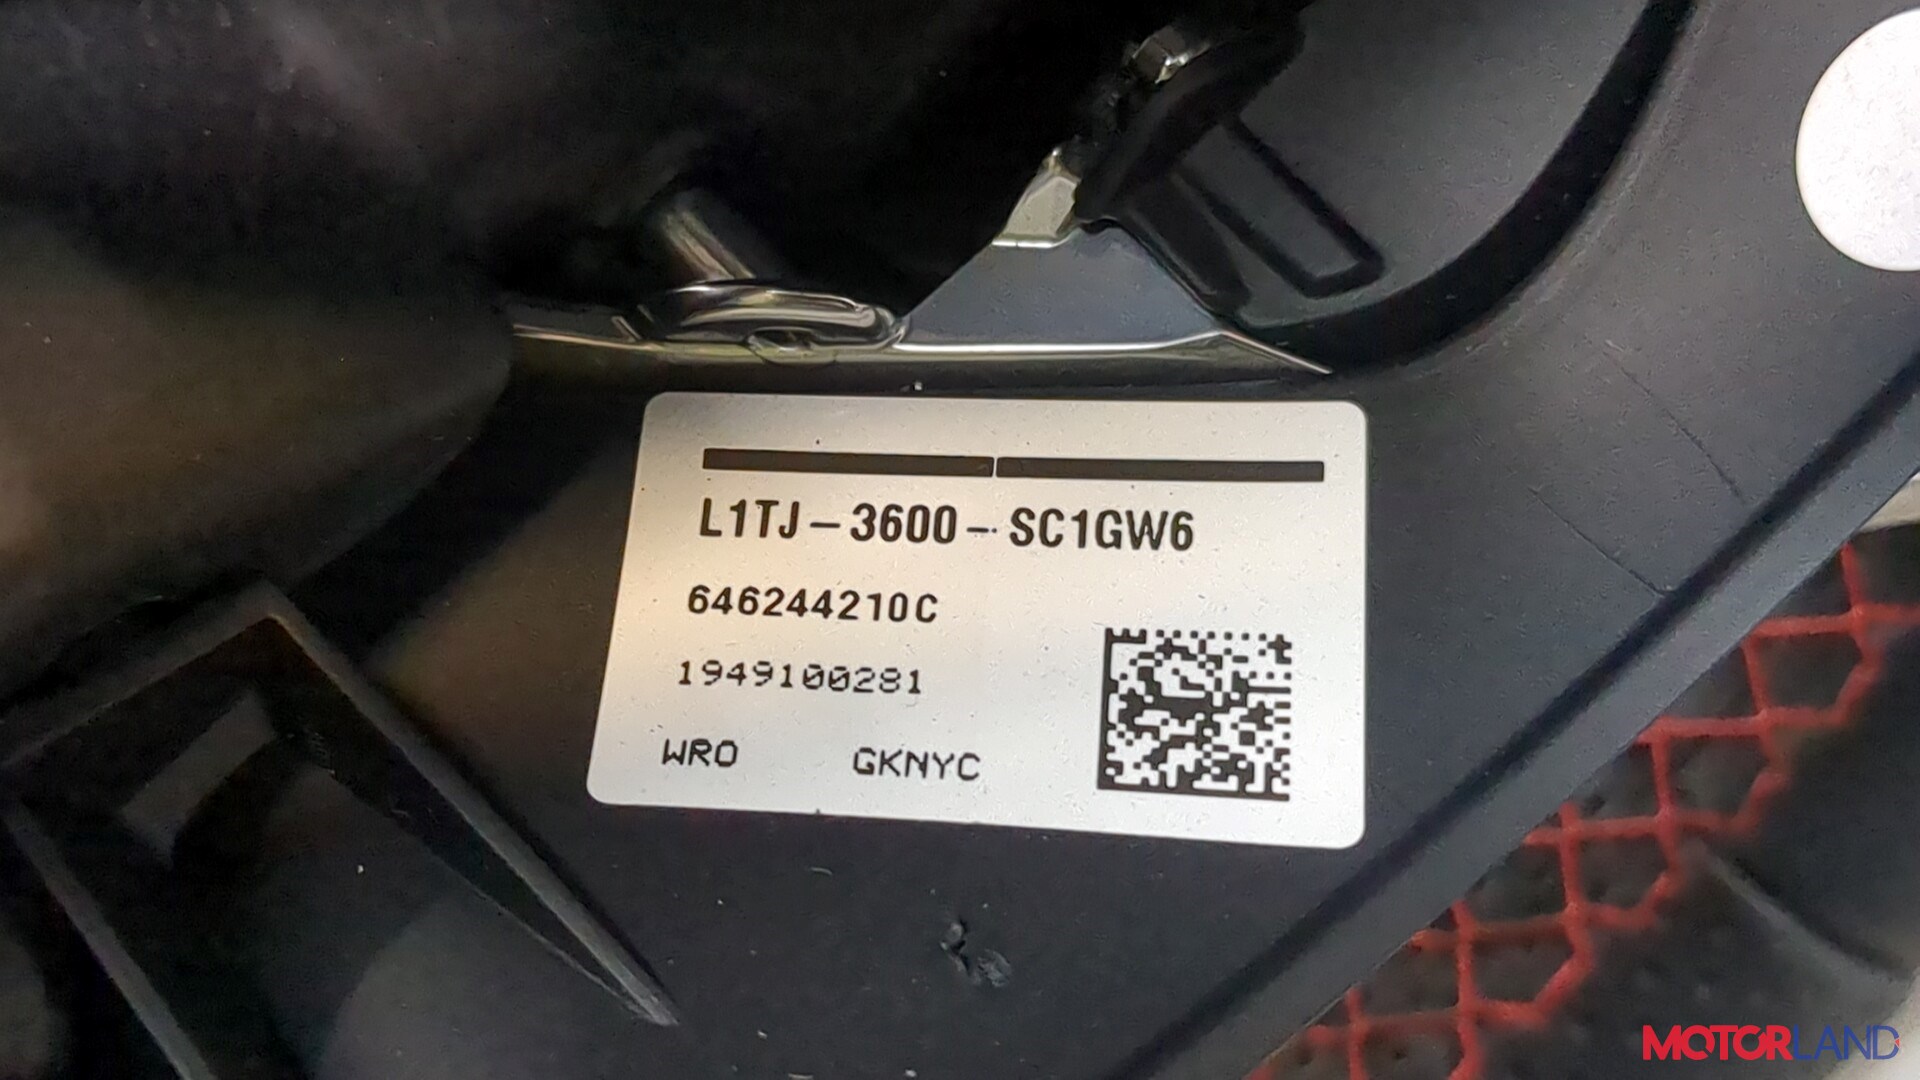 L1TJ-3600-SC1GW6
646244210C
1949100281
WRO GKNYC
MOTORLAND